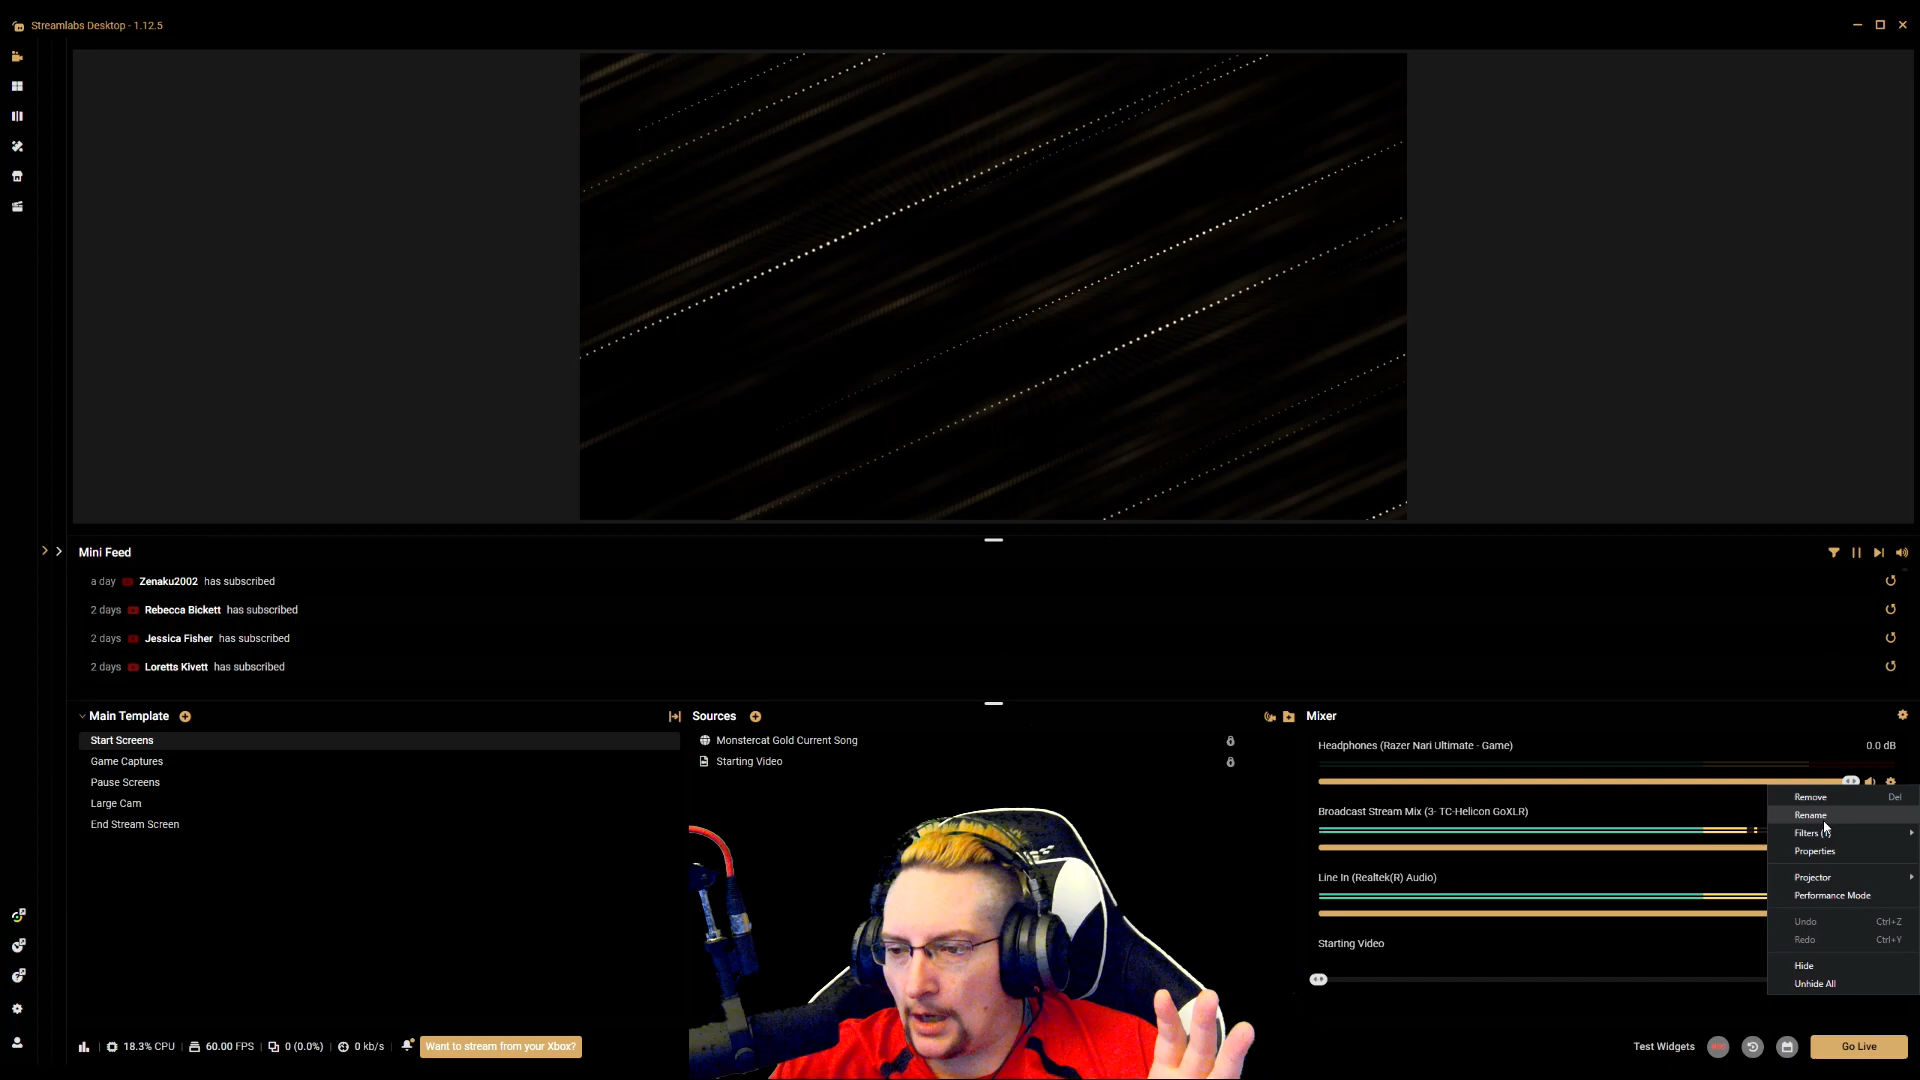 Streamlabs Desktop - 1.12.5
Mini Feed
a day Zenaku2002 has subscribed
2 days Rebecca Bickett has subscribed
2 days Jessica Fisher has subscribed
2 days Loretts Kivett has subscribed
Main Template
Start Screens
Game Captures
Pause Screens
Large Cam
End Stream Screen
Sources
Monstercat Gold Current Song
Starting Video
Mixer
Headphones (Razer Nari Ultimate - Game) 0.0 dB
Broadcast Stream Mix (3- TC-Helicon GoXLR)
Line In (Realtek(R) Audio)
Starting Video
Remove Del
Rename
Filters
Properties
Projector
Performance Mode
Undo Ctrl+Z
Redo Ctrl+Y
Hide
Unhide All
18.3% CPU 60.00 FPS 0 (0.0%) 0 kb/s Want to stream from your Xbox?
Test Widgets REC Go Live